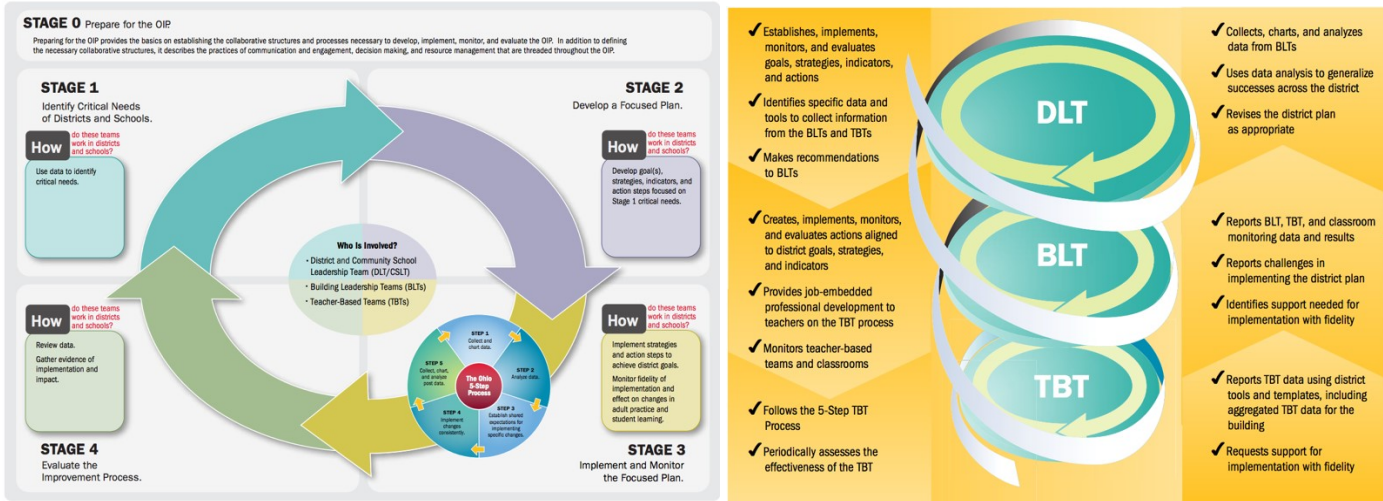 STAGE 0 Prepare for the OIP.
Preparing for the OIP provides the basics on establishing the collaborative structures and processes necessary to develop, implement, monitor, and evaluate the OIP. In addition to defining
the necessary collaborative structures, it describes the practices of communication and engagement, decision making, and resource management that are threaded throughout the OIP.
STAGE 1
Identify Critical Needs
of Districts and Schools.
How
do these teams
work in districts
and schools?
Use data to identify
critical needs.
STAGE 2
Develop a Focused Plan.
How
do these teams
work in districts
and schools?
Develop goal(s),
strategies, indicators, and
action steps focused on
Stage 1 critical needs.
Who Is Involved?
· District and Community School
Leadership Team (DLT/CSLT)
· Building Leadership Teams (BLTs)
· Teacher-Based Teams (TBTs)
How
do these teams
work in districts
and schools?
Review data.
Gather evidence of
implementation and
impact.
STAGE 4
Evaluate the
Improvement Process.
The Ohio
5-Step
Process
STEP 1
Collect and
chart data.
STEP 2
Analyze data.
STEP 3
Establish shared
expectations for
implementing
specific changes.
STEP 4
Implement
changes
consistently.
STEP 5
Collect, chart,
and analyze
post data.
How
do these teams
work in districts
and schools?
Implement strategies
and action steps to
achieve district goals.
Monitor fidelity of
implementation and
effect on changes in
adult practice and
student learning.
STAGE 3
Implement and Monitor
the Focused Plan.
✔ Establishes, implements,
monitors, and evaluates
goals, strategies, indicators,
and actions
✔ Identifies specific data and
tools to collect information
from the BLTs and TBTs
✔ Makes recommendations
to BLTs
✔ Creates, implements, monitors,
and evaluates actions aligned
to district goals, strategies,
and indicators
✔ Provides job-embedded
professional development to
teachers on the TBT process
✔ Monitors teacher-based
teams and classrooms
✔ Follows the 5-Step TBT
Process
✔ Periodically assesses the
effectiveness of the TBT
DLT
BLT
TBT
✔ Collects, charts, and analyzes
data from BLTs
✔ Uses data analysis to generalize
successes across the district
✔ Revises the district plan
as appropriate
✔ Reports BLT, TBT, and classroom
monitoring data and results
✔ Reports challenges in
implementing the district plan
✔ Identifies support needed for
implementation with fidelity
✔ Reports TBT data using district
tools and templates, including
aggregated TBT data for the
building
✔ Requests support for
implementation with fidelity